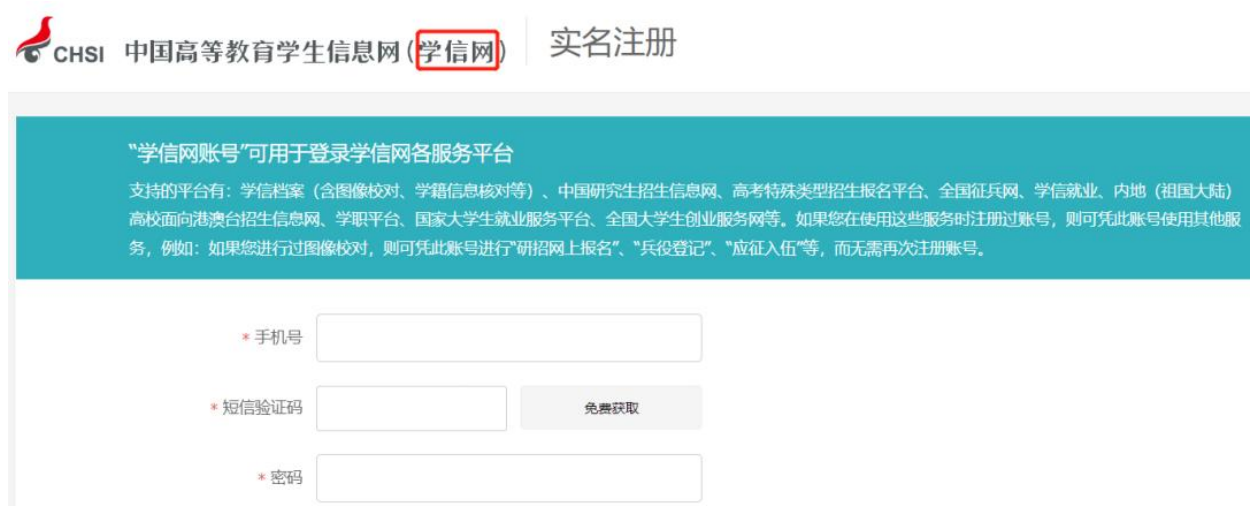 CHSI 中国高等教育学生信息网(学信网) 实名注册
“学信网账号”可用于登录学信网各服务平台
支持的平台有：学信档案（含图像校对、学籍信息核对等）、中国研究生招生信息网、高考特殊类型招生报名平台、全国征兵网、学信就业、内地（祖国大陆）
高校面向港澳台招生信息网、学职平台、国家大学生就业服务平台、全国大学生创业服务网等。如果您在使用这些服务时注册过账号，则可凭此账号使用其他服
务，例如：如果您进行过图像校对，则可凭此账号进行“研招网上报名”、“兵役登记”、“应征入伍”等，而无需再次注册账号。
* 手机号
* 短信验证码 免费获取
* 密码